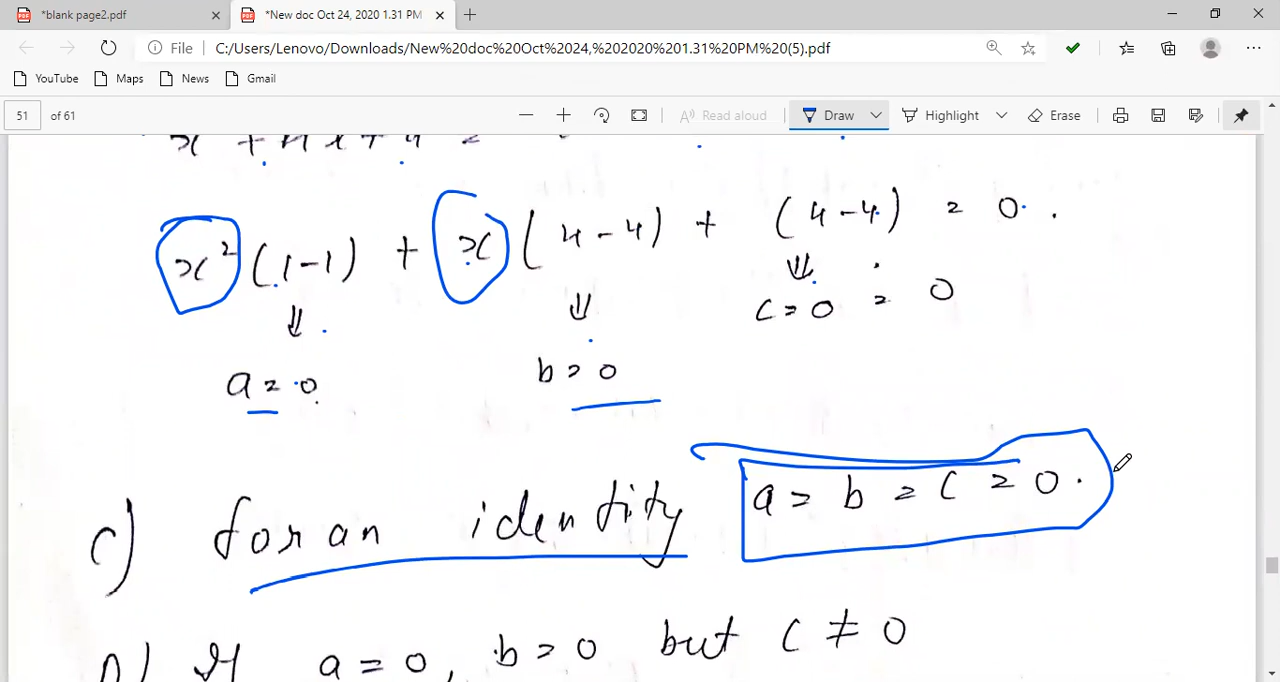 *blank page2.pdf
*New doc Oct 24, 2020 1.31 PM
File C:/Users/Lenovo/Downloads/New%20doc%20Oct%2024,%202020%201.31%20PM%20(5).pdf
YouTube Maps News Gmail
51 of 61 Read aloud Draw Highlight Erase
x²(1-1) + x(4-4) + (4-4) = 0.
c = 0 = 0
a = 0 b = 0
c) for an identity a = b = c = 0.
D) If a = 0, b = 0 but c ≠ 0